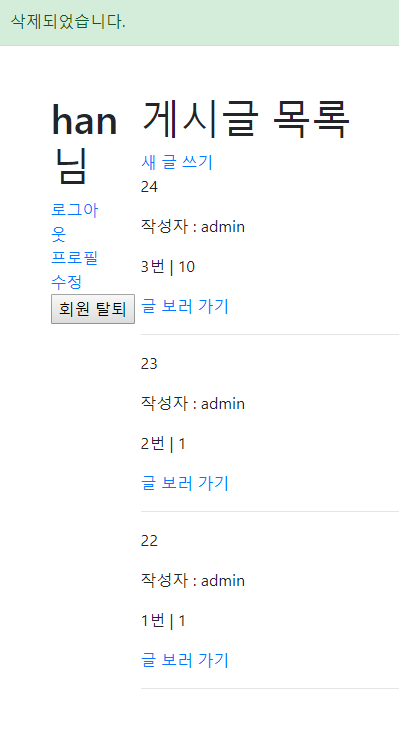 삭제되었습니다.
han
님
로그아
웃
프로필
수정
회원 탈퇴
게시글 목록
새 글 쓰기
24
작성자 : admin
3번 | 10
글 보러 가기
23
작성자 : admin
2번 | 1
글 보러 가기
22
작성자 : admin
1번 | 1
글 보러 가기